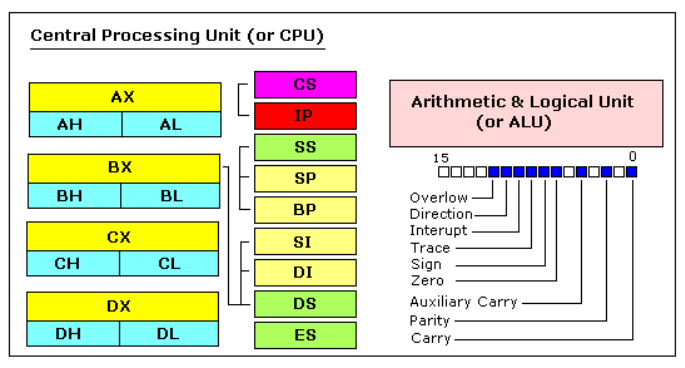 Central Processing Unit (or CPU)
AX
AH AL
BX
BH BL
CX
CH CL
DX
DH DL
CS
IP
SS
SP
BP
SI
DI
DS
ES
Arithmetic & Logical Unit
(or ALU)
15 0
Overlow
Direction
Interupt
Trace
Sign
Zero
Auxiliary Carry
Parity
Carry